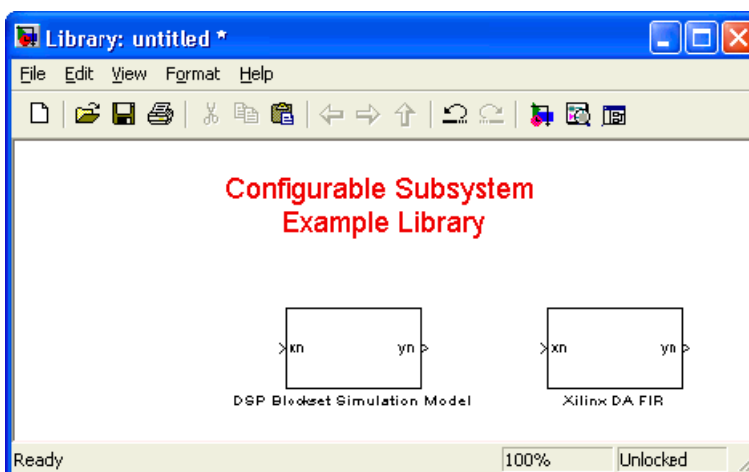 Library: untitled *
File Edit View Format Help
Configurable Subsystem
Example Library
xn yn xn yn
DSP Blockset Simulation Model Xilinx DA FIR
Ready 100% Unlocked